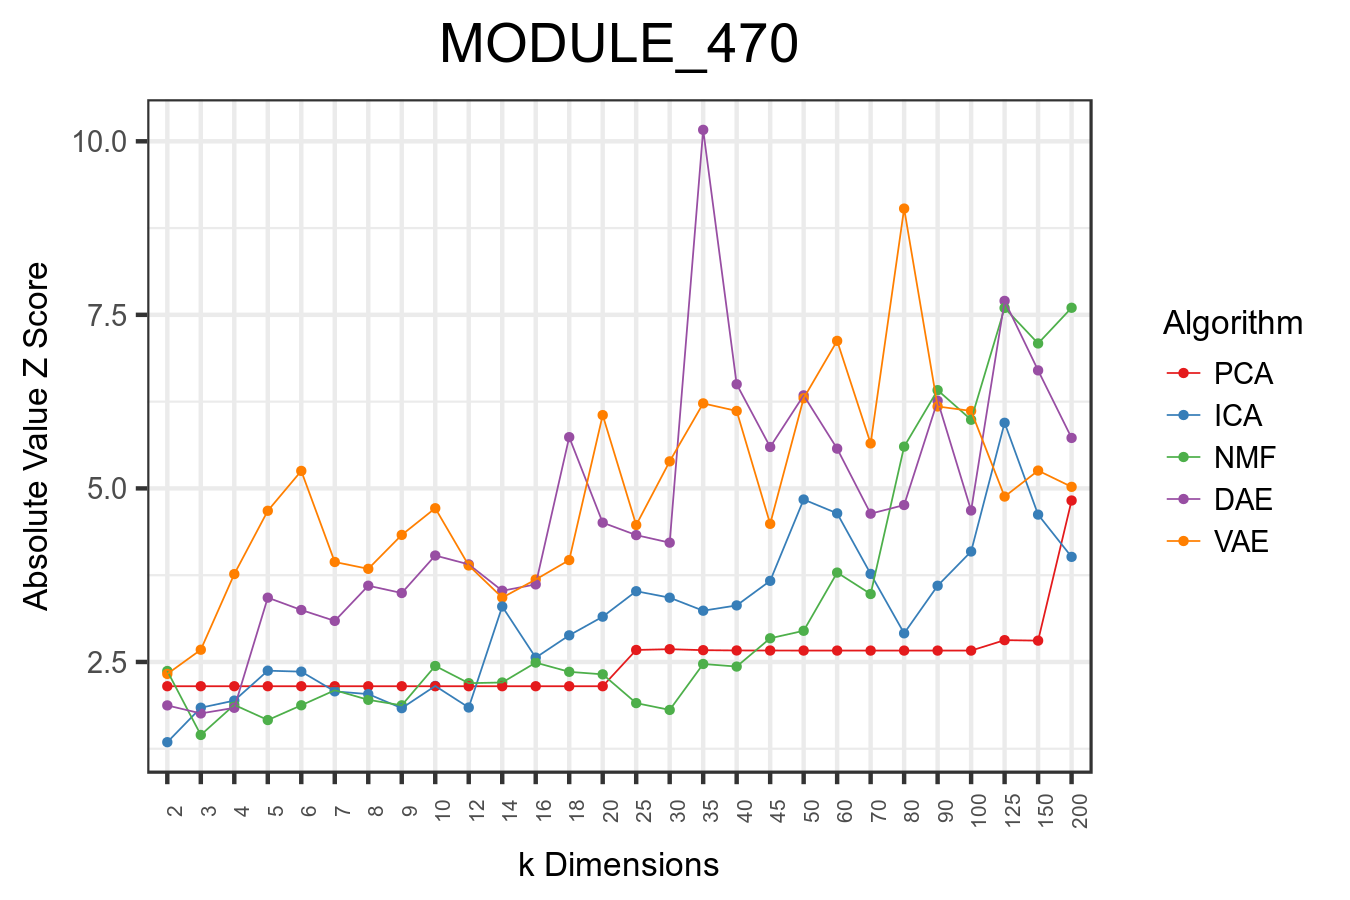 MODULE_470
Absolute Value Z Score
10.0
7.5
5.0
2.5
2 3 4 5 6 7 8 9 10 12 14 16 18 20 25 30 35 40 45 50 60 70 80 90 100 125 150 200
k Dimensions
Algorithm
PCA
ICA
NMF
DAE
VAE